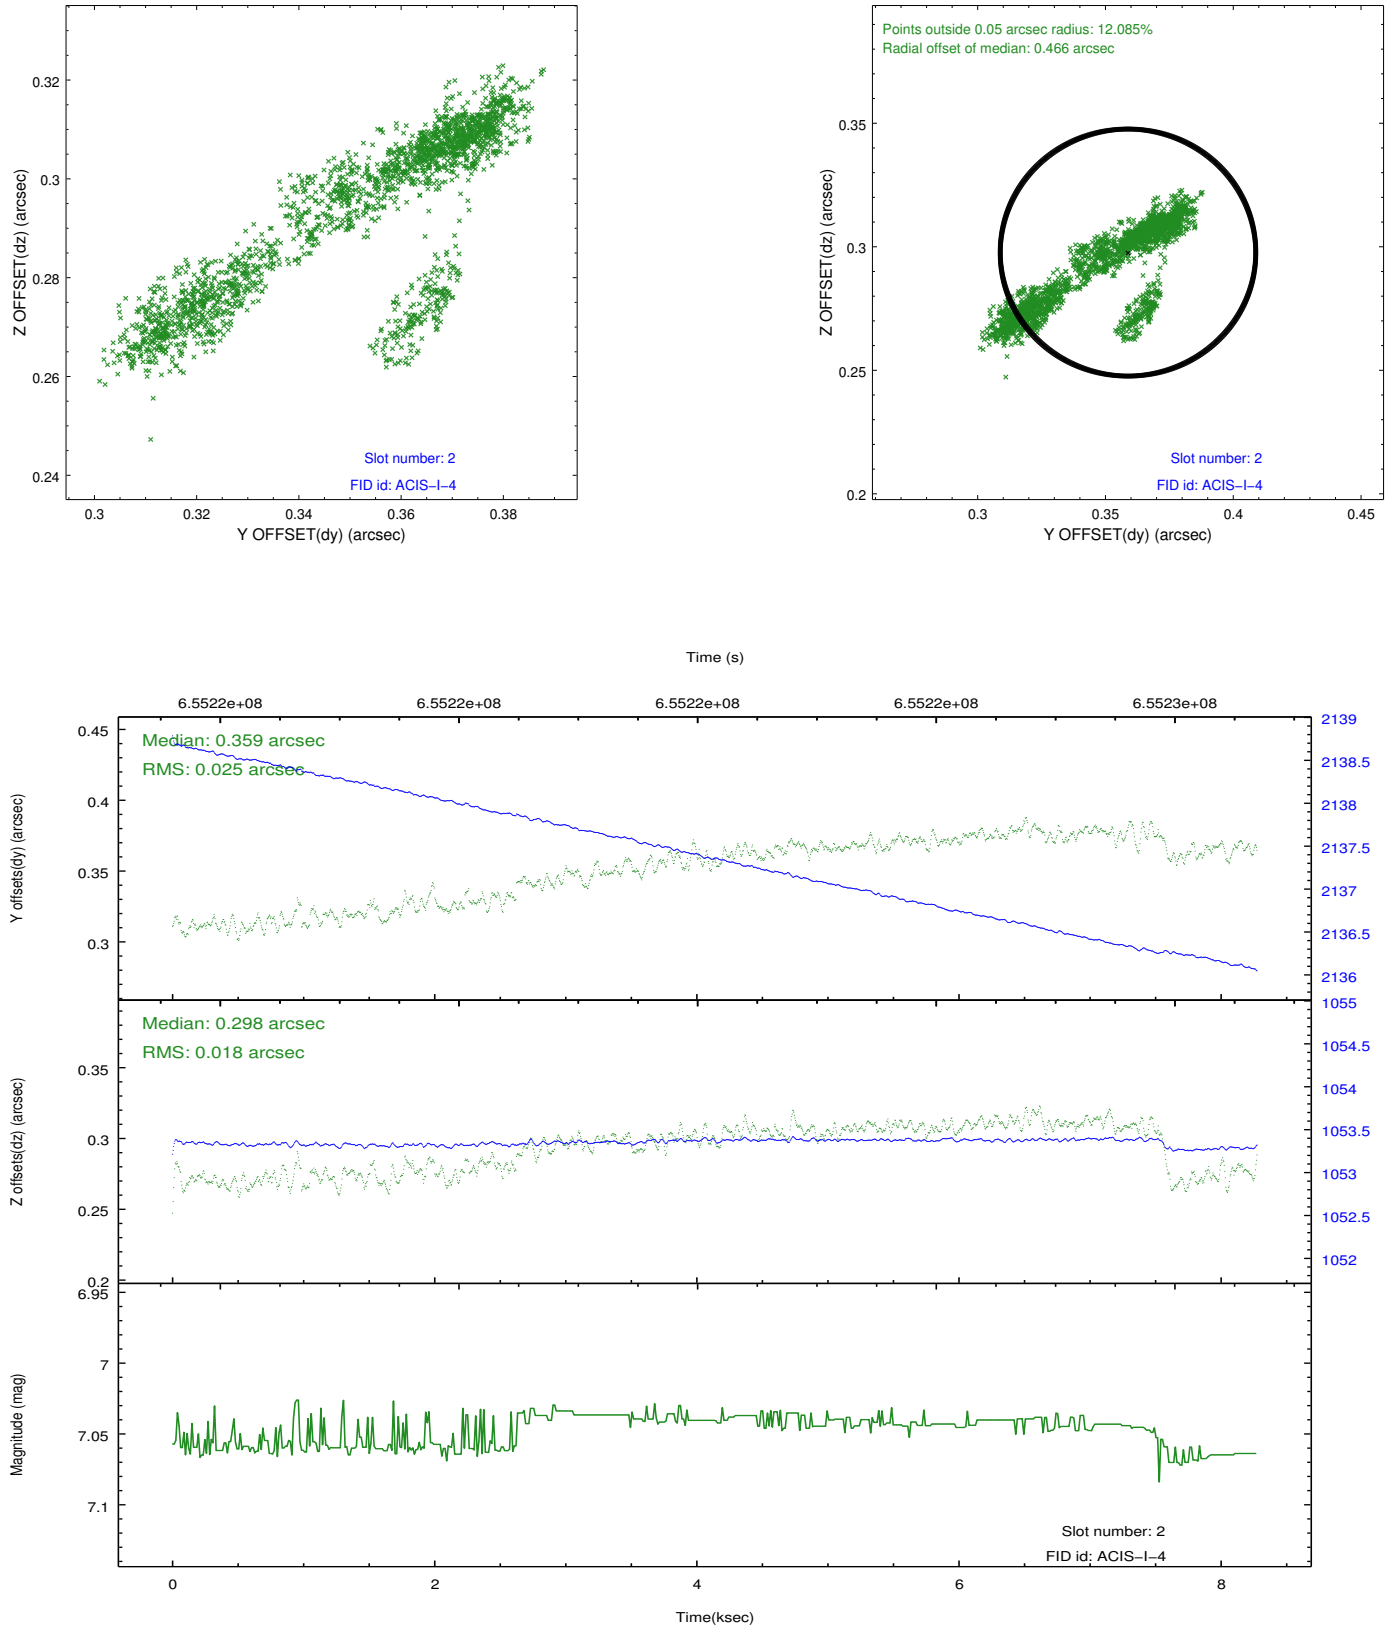 0.32
0.3
0.28
0.26
0.24
Z OFFSET(dz) (arcsec)
Slot number: 2
FID id: ACIS−I−4
0.3
0.32
0.34
0.36
0.38
Y OFFSET(dy) (arcsec)
Points outside 0.05 arcsec radius: 12.085%
Radial offset of median: 0.466 arcsec
0.35
0.3
0.25
0.2
Z OFFSET(dz) (arcsec)
Slot number: 2
FID id: ACIS−I−4
0.3
0.35
0.4
0.45
Y OFFSET(dy) (arcsec)
Time (s)
6.5522e+08
6.5522e+08
6.5522e+08
6.5522e+08
6.5523e+08
Median: 0.359 arcsec
RMS: 0.025 arcsec
0.45
0.4
0.35
0.3
Y offsets(dy) (arcsec)
2139
2138.5
2138
2137.5
2137
2136.5
2136
Median: 0.298 arcsec
RMS: 0.018 arcsec
0.35
0.3
0.25
0.2
Z offsets(dz) (arcsec)
1055
1054.5
1054
1053.5
1053
1052.5
1052
6.95
7
7.05
7.1
Magnitude (mag)
Slot number: 2
FID id: ACIS−I−4
0
2
4
6
8
Time(ksec)